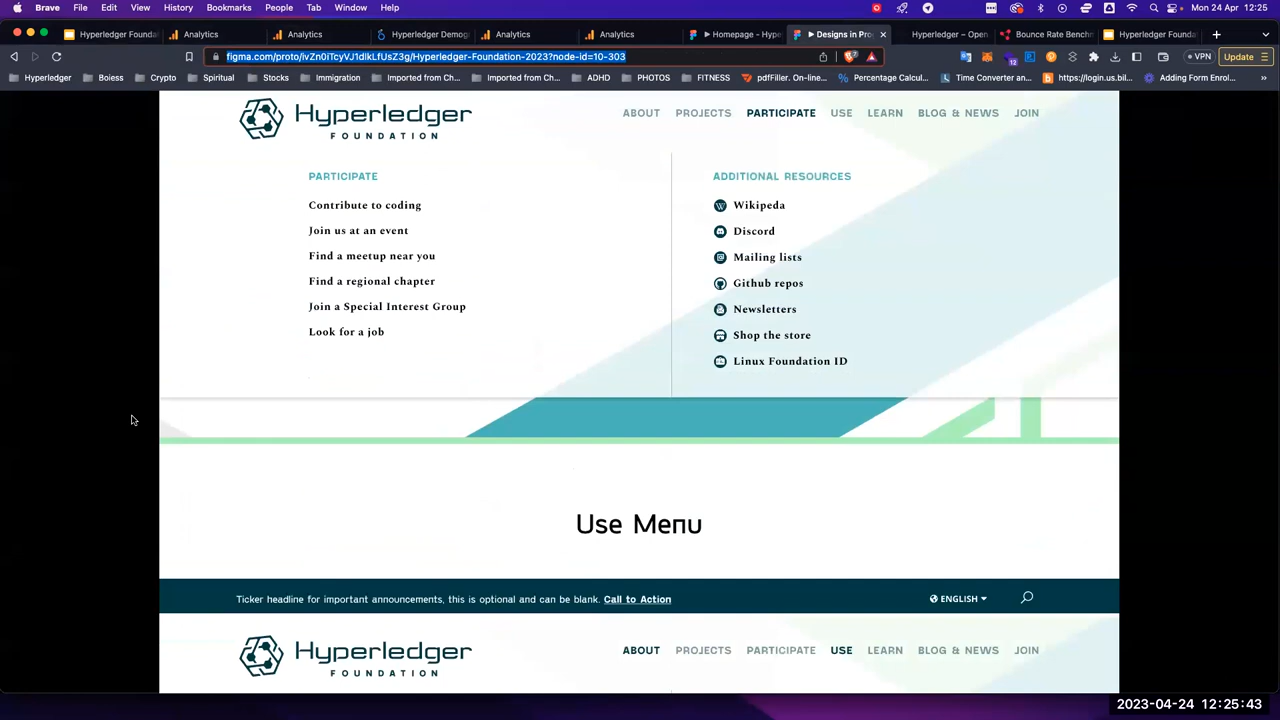 Brave File Edit View History Bookmarks People Tab Window Help
Mon 24 Apr 12:25
Hyperledger Founda
Analytics
Analytics
Hyperledger Demog
Analytics
Analytics
Homepage – Hyper
Designs in Pro
Hyperledger – Open
Bounce Rate Bench
Hyperledger Founda
figma.com/proto/ivZn0iTcyVJ1dlkLfUsZ3g/Hyperledger-Foundation-2023?node-id=10-303
VPN
Update
Hyperledger Boiess Crypto Spiritual Stocks Immigration Imported from Ch... Imported from Ch... ADHD PHOTOS FITNESS pdfFiller. On-line... Percentage Calcul... Time Converter an... https://login.us.bil... Adding Form Enrol... »
Hyperledger
FOUNDATION
ABOUT PROJECTS PARTICIPATE USE LEARN BLOG & NEWS JOIN
PARTICIPATE
Contribute to coding
Join us at an event
Find a meetup near you
Find a regional chapter
Join a Special Interest Group
Look for a job
ADDITIONAL RESOURCES
Wikipeda
Discord
Mailing lists
Github repos
Newsletters
Shop the store
Linux Foundation ID
Use Menu
Ticker headline for important announcements, this is optional and can be blank. Call to Action
ENGLISH
Hyperledger
FOUNDATION
ABOUT PROJECTS PARTICIPATE USE LEARN BLOG & NEWS JOIN
2023-04-24 12:25:43